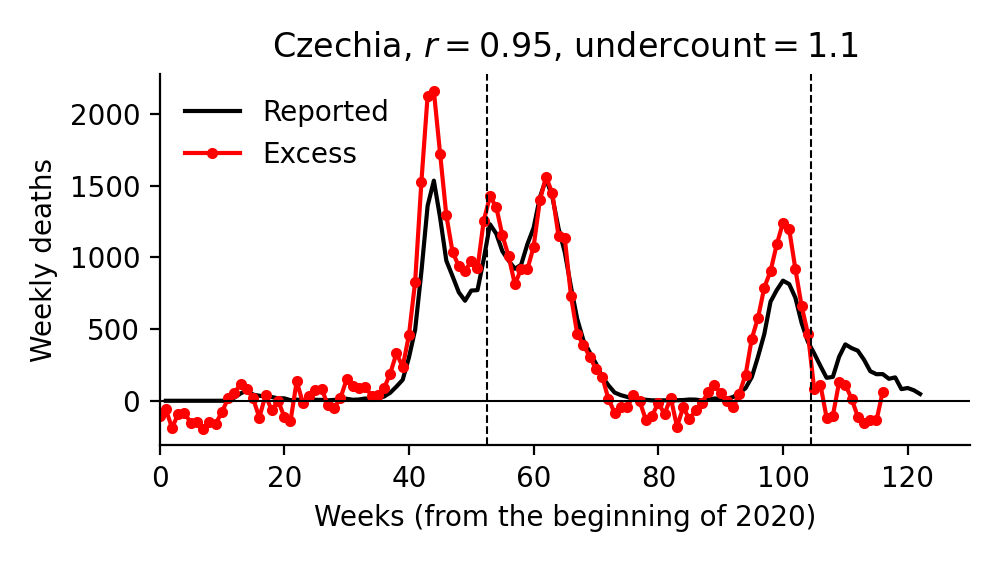 Czechia, r = 0.95, undercount = 1.1
Reported
Excess
Weekly deaths
2000
1500
1000
500
0
0 20 40 60 80 100 120
Weeks (from the beginning of 2020)